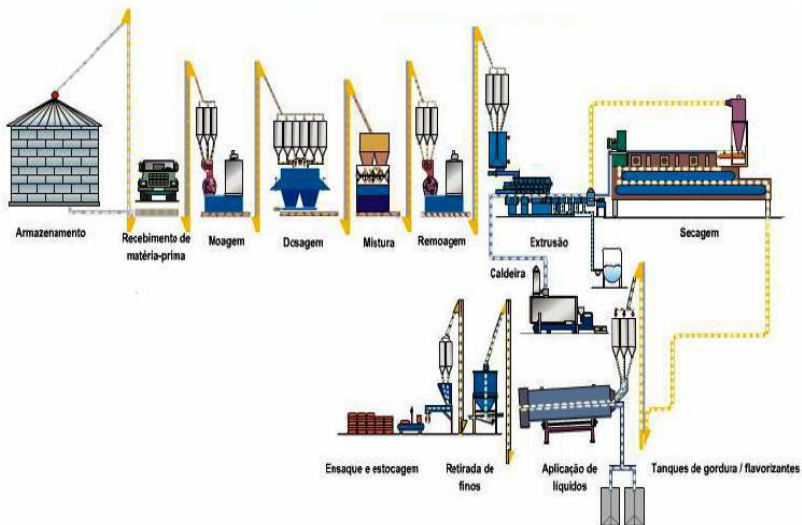 Armazenamento
Recebimento de
matéria-prima
Moagem
Dosagem
Mistura
Remoagem
Extrusão
Secagem
Caldeira
Ensaque e estocagem
Retirada de
finos
Aplicação de
líquidos
Tanques de gordura / flavorizantes